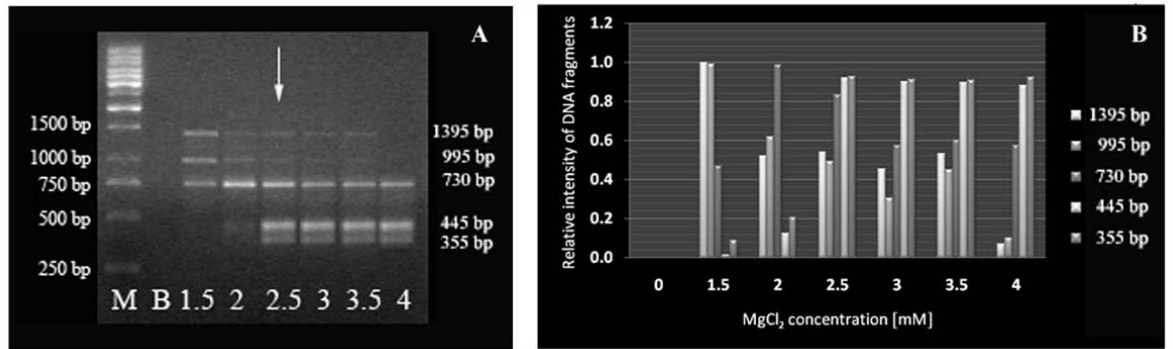 A
1500 bp
1000 bp
750 bp
500 bp
250 bp
1395 bp
995 bp
730 bp
445 bp
355 bp
M B 1.5 2 2.5 3 3.5 4
B
Relative intensity of DNA fragments
1.2
1.0
0.8
0.6
0.4
0.2
0.0
0 1.5 2 2.5 3 3.5 4
MgCl₂ concentration [mM]
1395 bp
995 bp
730 bp
445 bp
355 bp